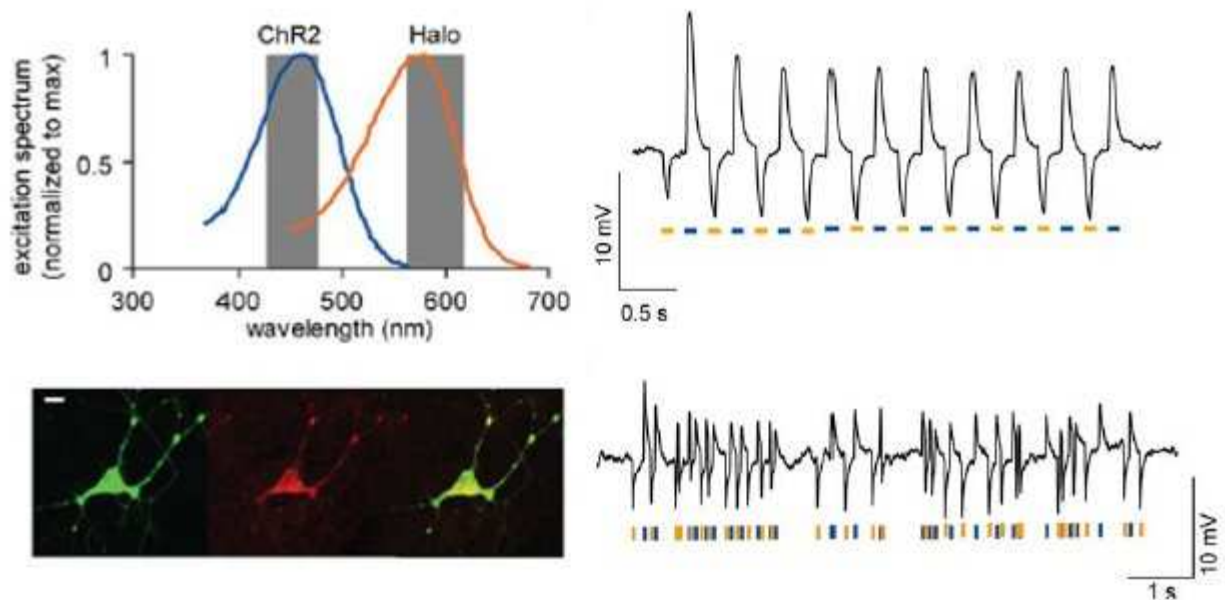 ChR2 Halo
excitation spectrum
(normalized to max)
1
0.5
0
300 400 500 600 700
wavelength (nm)
10 mV
0.5 s
10 mV
1 s